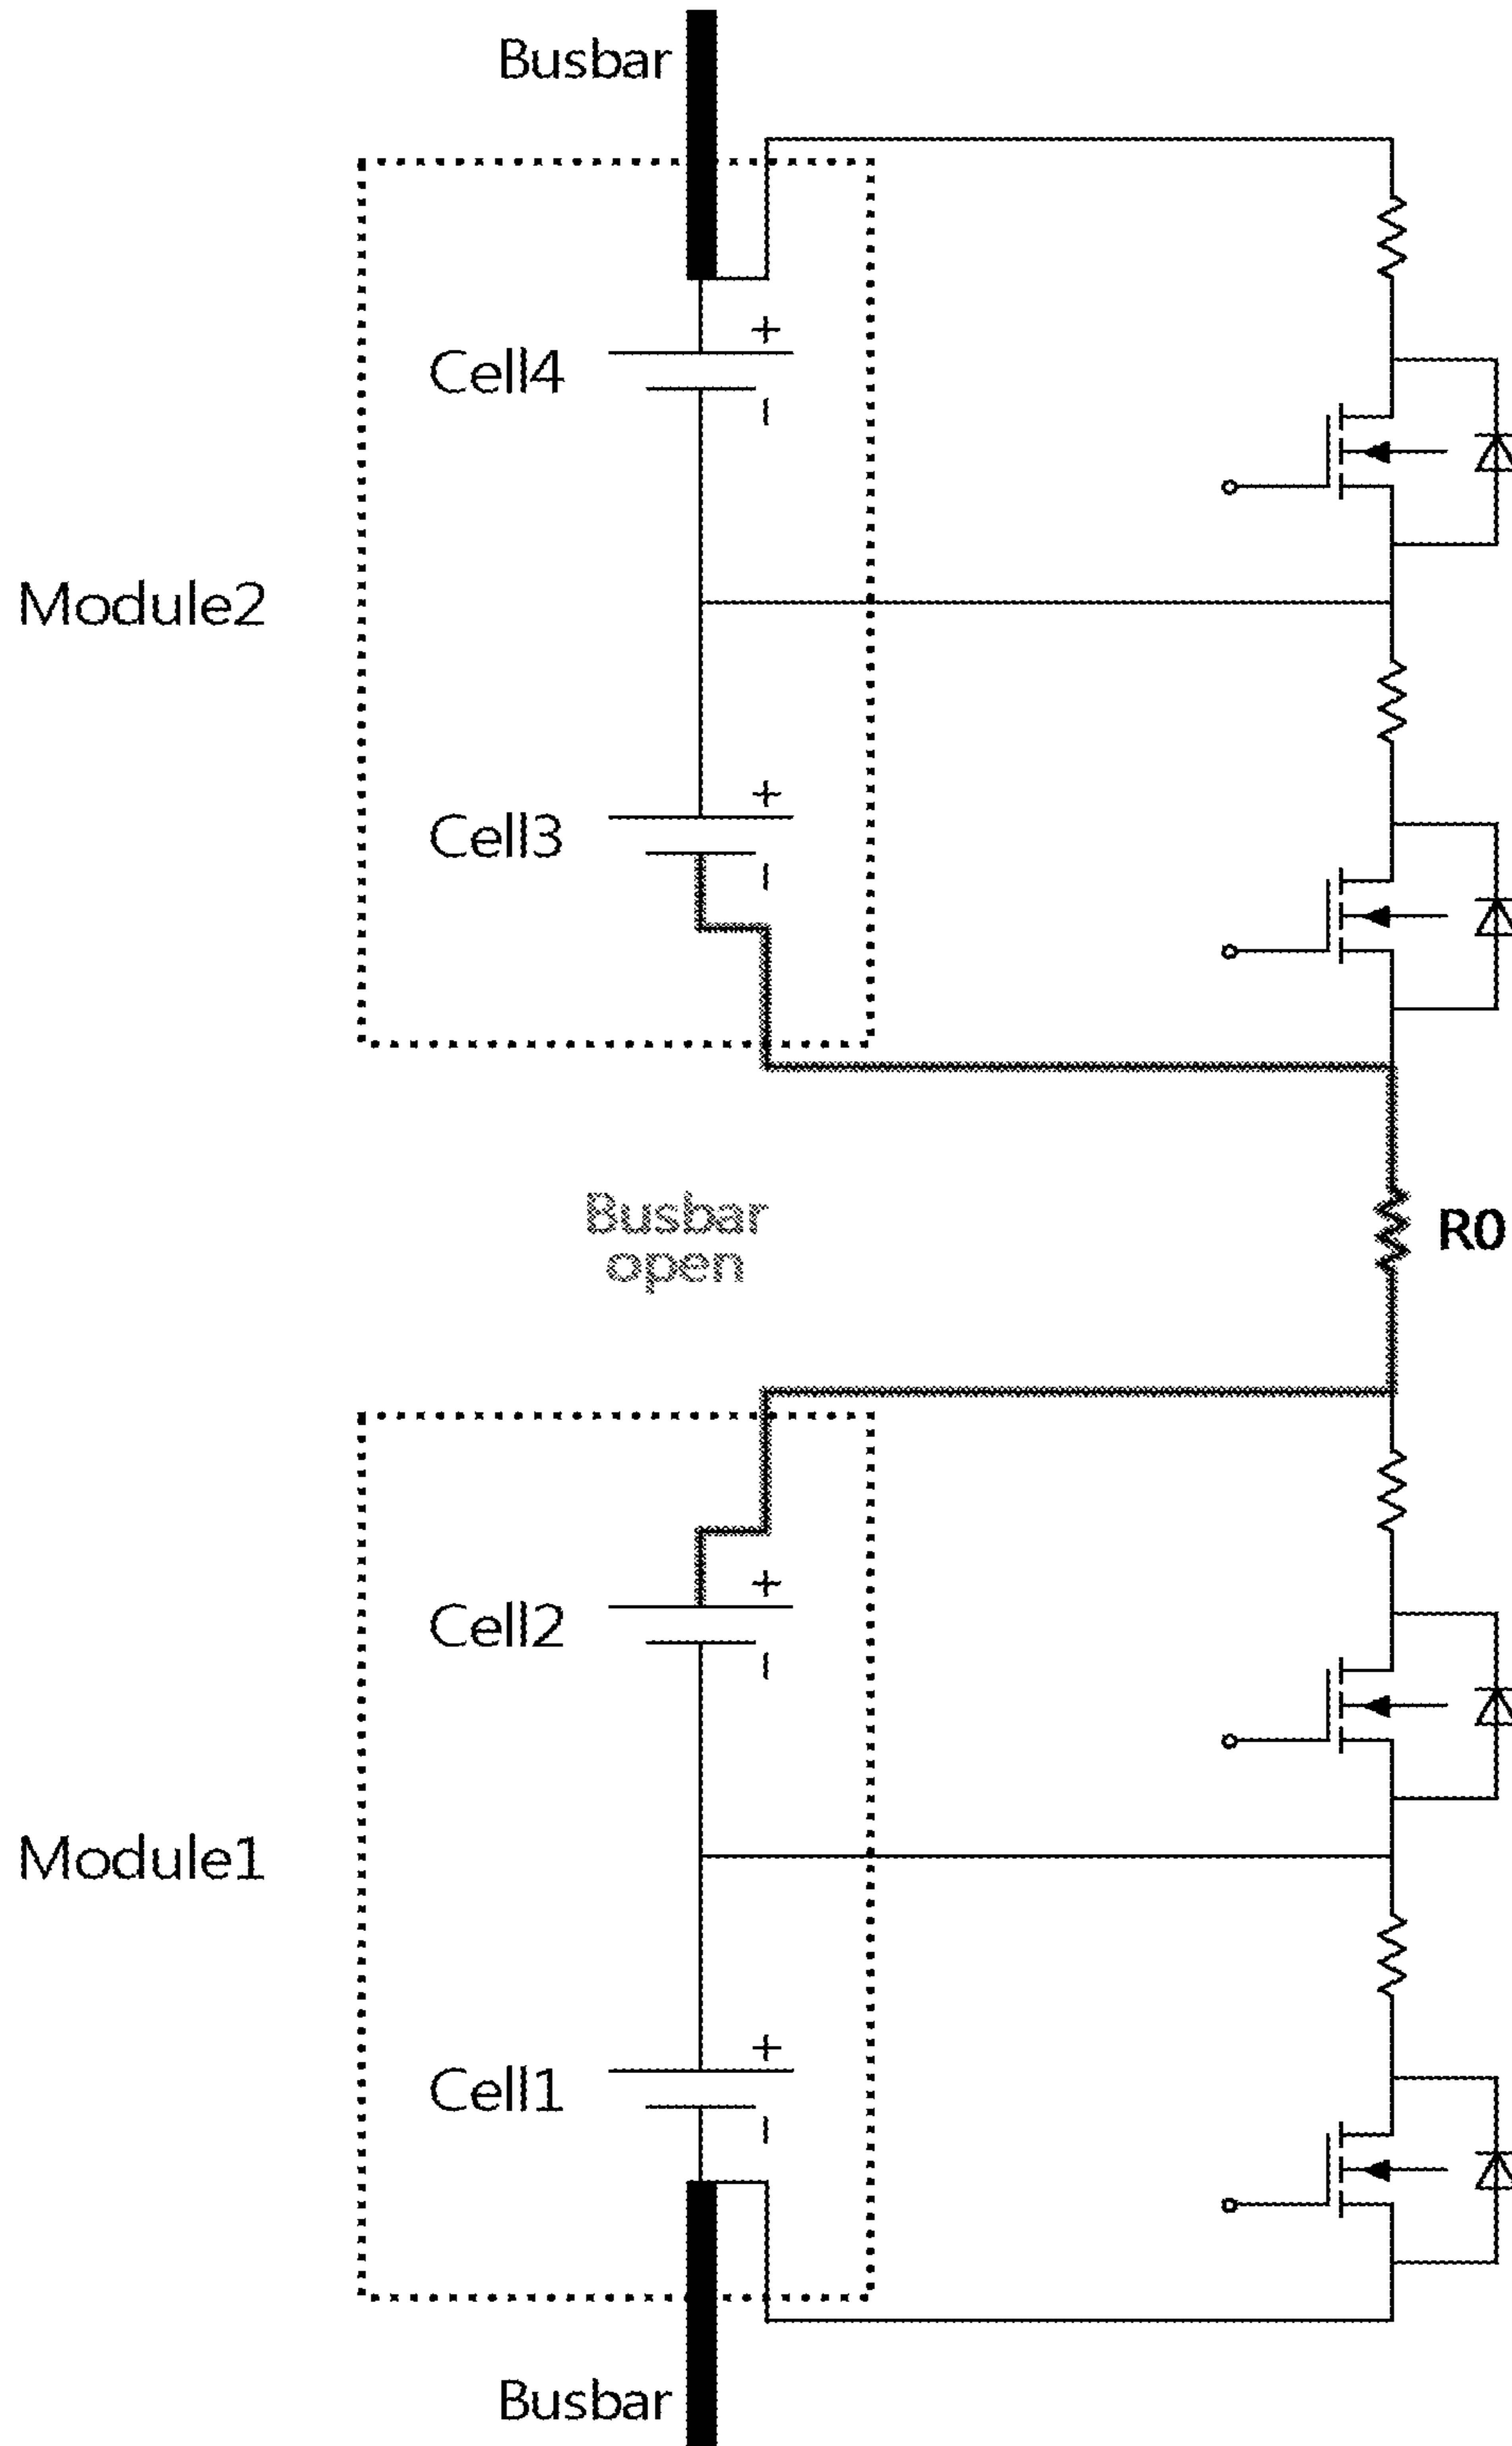 Busbar
+
Cell4
-
Module2
+
Cell3
-
Busbar
open
R0
+
Cell2
-
Module1
+
Cell1
-
Busbar